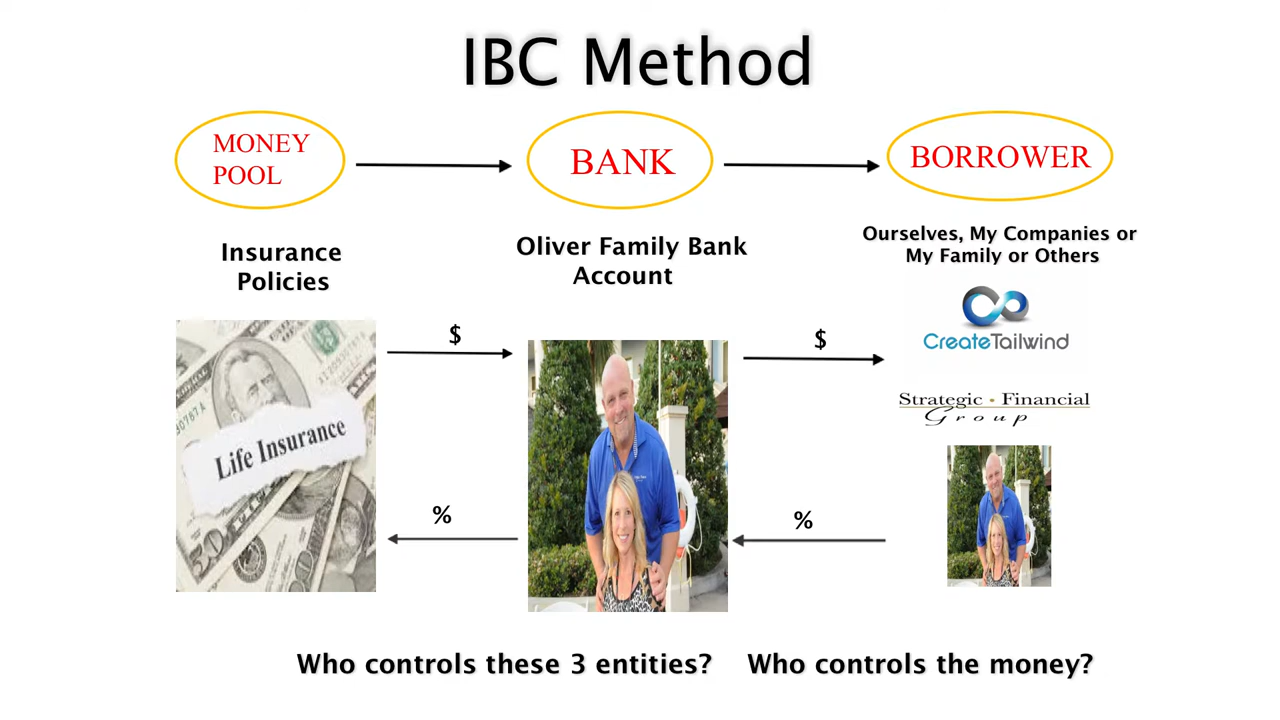 IBC Method
MONEY
POOL
BANK
BORROWER
Insurance
Policies
Oliver Family Bank
Account
Ourselves, My Companies or
My Family or Others
$
$
CreateTailwind
Strategic • Financial
Group
Life Insurance
50
%
%
Who controls these 3 entities?
Who controls the money?